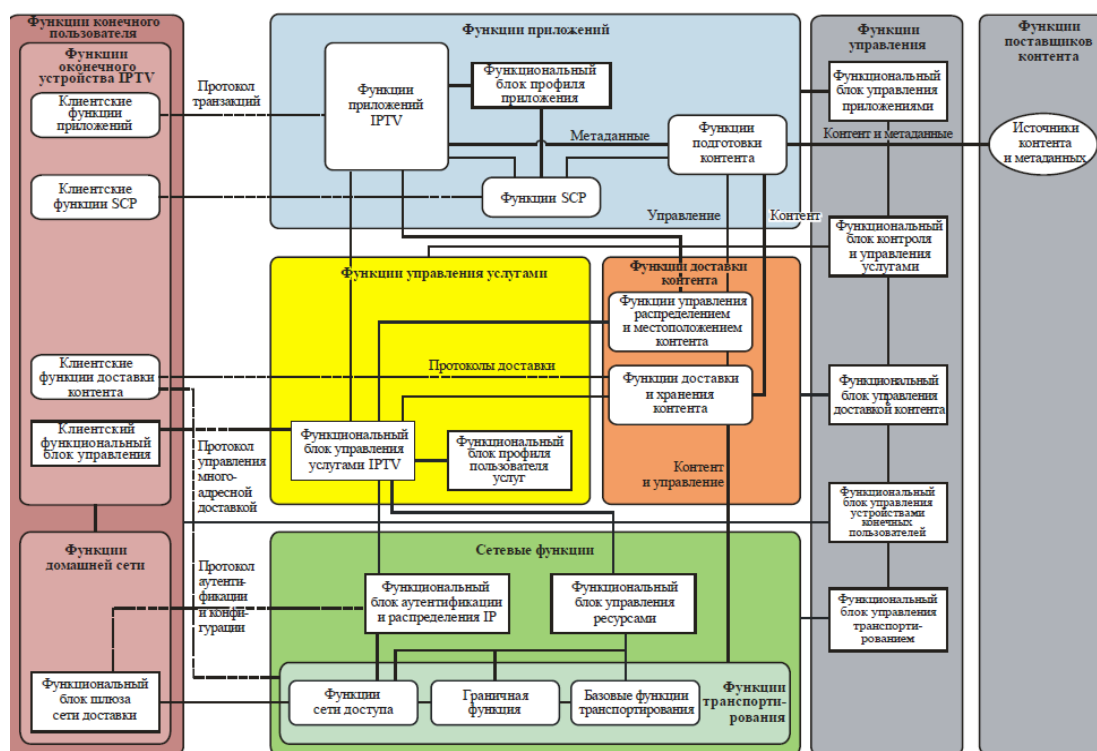 Функции конечного
пользователя
Функции
оконечного
устройства IPTV
Клиентские
функции
приложений
Клиентские
функции SCP
Клиентские
функции доставки
контента
Клиентский
функциональный
блок управления
Функции
домашней сети
Функциональный
блок шлюза
сети доставки
Протокол
транзакций
Протокол
управления
много-
адресной
доставкой
Протокол
аутенти-
фикации
и конфи-
гурации
Функции приложений
Функции
приложений
IPTV
Функциональный
блок профиля
приложения
Метаданные
Функции
подготовки
контента
Функции SCP
Управление
Контент
Функции управления услугами
Протоколы доставки
Функциональный
блок управления
услугами IPTV
Функциональный
блок профиля
пользователя
услуг
Функции доставки
контента
Функции управления
распределением
и местоположением
контента
Функции доставки
и хранения
контента
Контент
и управление
Сетевые функции
Функциональный
блок аутентификации
и распределения IP
Функциональный
блок управления
ресурсами
Функции
сети доступа
Граничная
функция
Базовые функции
транспортирования
Функции
транспорти-
рования
Функции
управления
Функциональный
блок управления
приложениями
Контент и метаданные
Функциональный
блок контроля
и управления
услугами
Функциональный
блок управления
доставкой контента
Функциональный
блок управления
устройствами
конечных
пользователей
Функциональный
блок управления
транспорти-
рованием
Функции
поставщиков
контента
Источники
контента
и метаданных